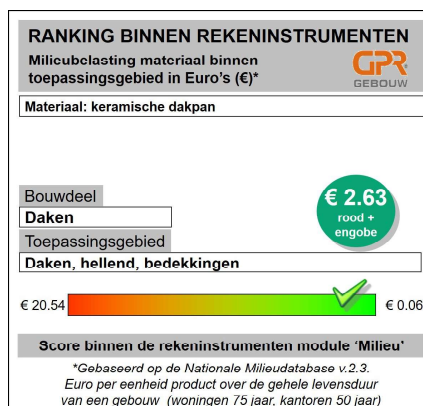 RANKING BINNEN REKENINSTRUMENTEN
Milieubelasting materiaal binnen
toepassingsgebied in Euro's (€)*
GPR
GEBOUW
Materiaal: keramische dakpan
Bouwdeel
Daken
Toepassingsgebied
Daken, hellend, bedekkingen
€ 2.63
rood +
engobe
€ 20.54
€ 0.06
Score binnen de rekeninstrumenten module 'Milieu'
*Gebaseerd op de Nationale Milieudatabase v.2.3.
Euro per eenheid product over de gehele levensduur
van een gebouw (woningen 75 jaar, kantoren 50 jaar)